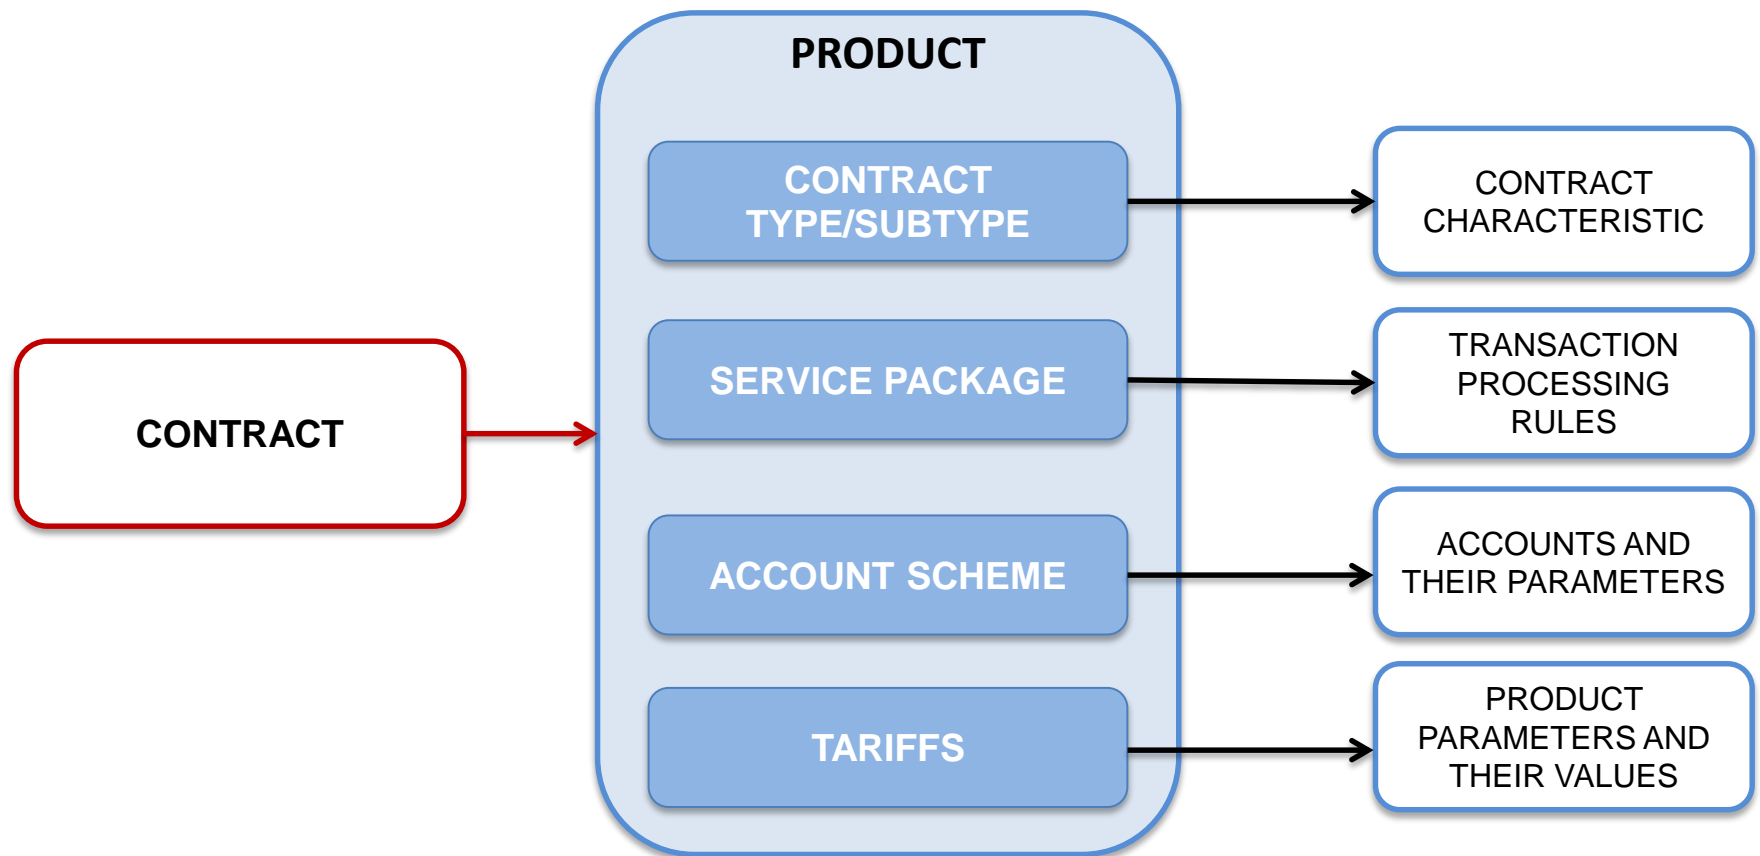 PRODUCT
CONTRACT
TYPE/SUBTYPE
CONTRACT
CHARACTERISTIC
SERVICE PACKAGE
TRANSACTION
PROCESSING
RULES
CONTRACT
ACCOUNT SCHEME
ACCOUNTS AND
THEIR PARAMETERS
TARIFFS
PRODUCT
PARAMETERS AND
THEIR VALUES